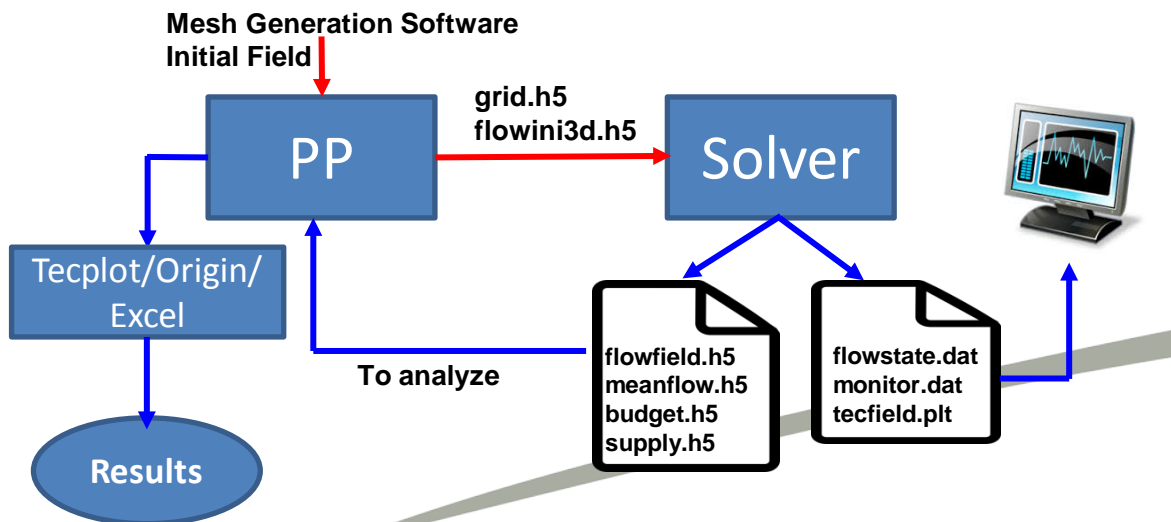 Mesh Generation Software
Initial Field
grid.h5
flowini3d.h5
PP
Solver
Tecplot/Origin/
Excel
To analyze
flowfield.h5
meanflow.h5
budget.h5
supply.h5
flowstate.dat
monitor.dat
tecfield.plt
Results